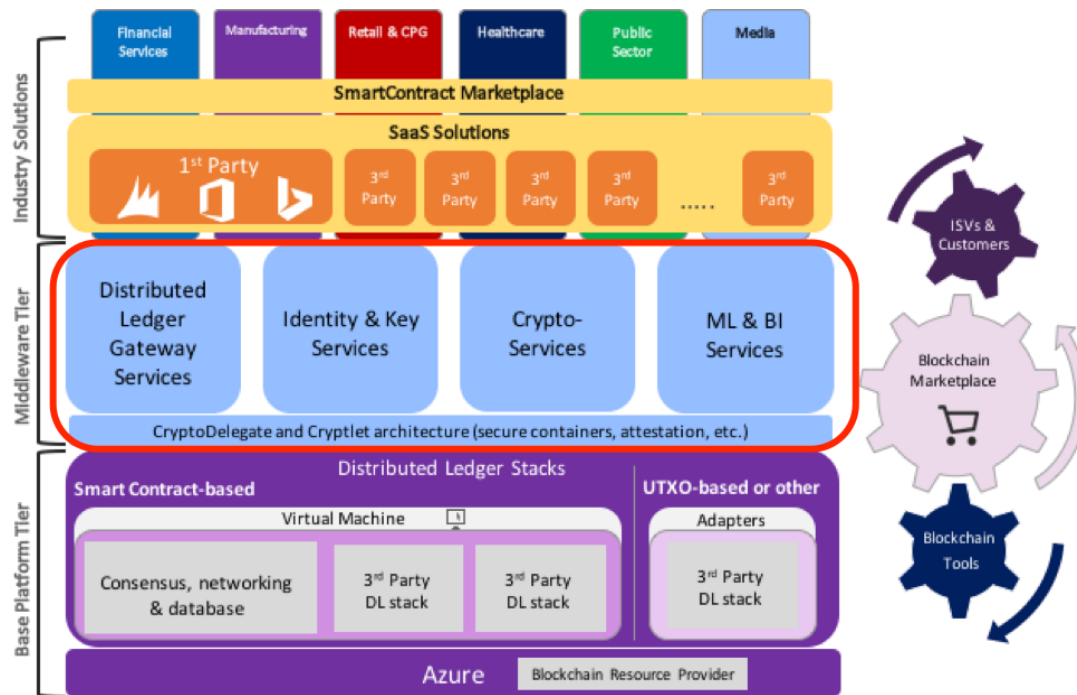 Financial
Services
Manufacturing
Retail & CPG
Healthcare
Public
Sector
Media
Industry Solutions
SmartContract Marketplace
SaaS Solutions
1st Party
3rd
Party
3rd
Party
3rd
Party
3rd
Party
.....
3rd
Party
ISVs &
Customers
Middleware Tier
Distributed
Ledger
Gateway
Services
Identity & Key
Services
Crypto-
Services
ML & BI
Services
Blockchain
Marketplace
CryptoDelegate and Cryptlet architecture (secure containers, attestation, etc.)
Base Platform Tier
Distributed Ledger Stacks
Smart Contract-based
UTXO-based or other
Virtual Machine
Adapters
Consensus, networking
& database
3rd Party
DL stack
3rd Party
DL stack
3rd Party
DL stack
Blockchain
Tools
Azure
Blockchain Resource Provider